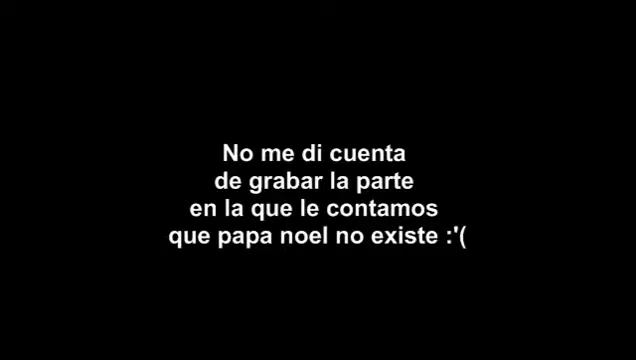 No me di cuenta
de grabar la parte
en la que le contamos
que papa noel no existe :'(